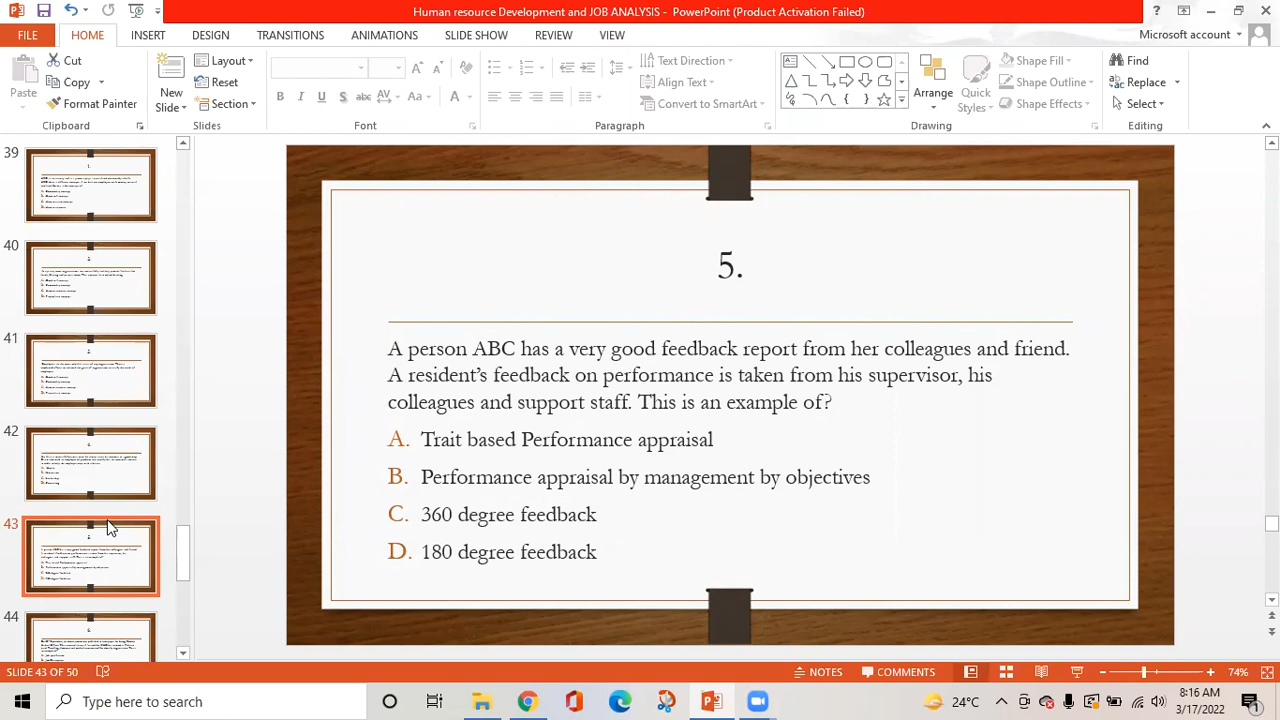 Human resource Development and JOB ANALYSIS - PowerPoint (Product Activation Failed)
FILE HOME INSERT DESIGN TRANSITIONS ANIMATIONS SLIDE SHOW REVIEW VIEW Microsoft account
Paste
Cut
Copy
Format Painter
Clipboard
New
Slide
Layout
Reset
Section
Slides
B I U S abc AV Aa A
Font
Text Direction
Align Text
Convert to SmartArt
Paragraph
Arrange
Quick
Styles
Shape Fill
Shape Outline
Shape Effects
Drawing
Find
Replace
Select
Editing
39
40
41
42
43
44
5.
A person ABC has a very good feedback report from her colleagues and friend.
A resident's feedback on performance is taken from his supervisor, his
colleagues and support staff. This is an example of?
A. Trait based Performance appraisal
B. Performance appraisal by management by objectives
C. 360 degree feedback
D. 180 degree feedback
SLIDE 43 OF 50 NOTES COMMENTS 74%
Type here to search
24°C
8:16 AM
3/17/2022